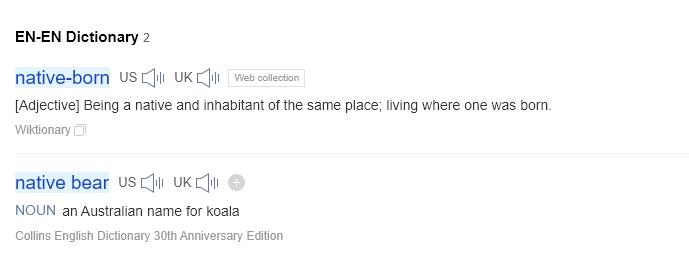 EN-EN Dictionary 2
native-born US UK Web collection
[Adjective] Being a native and inhabitant of the same place; living where one was born.
Wiktionary
native bear US UK
NOUN an Australian name for koala
Collins English Dictionary 30th Anniversary Edition